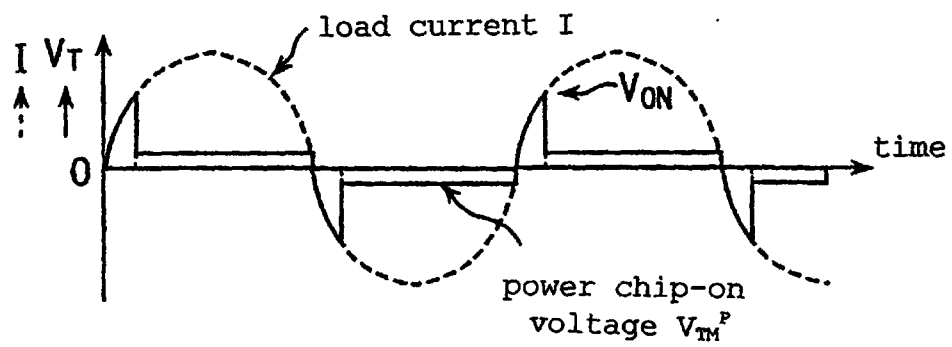 load current I
I V_T
V_ON
time
0
power chip-on
voltage V_TM^P